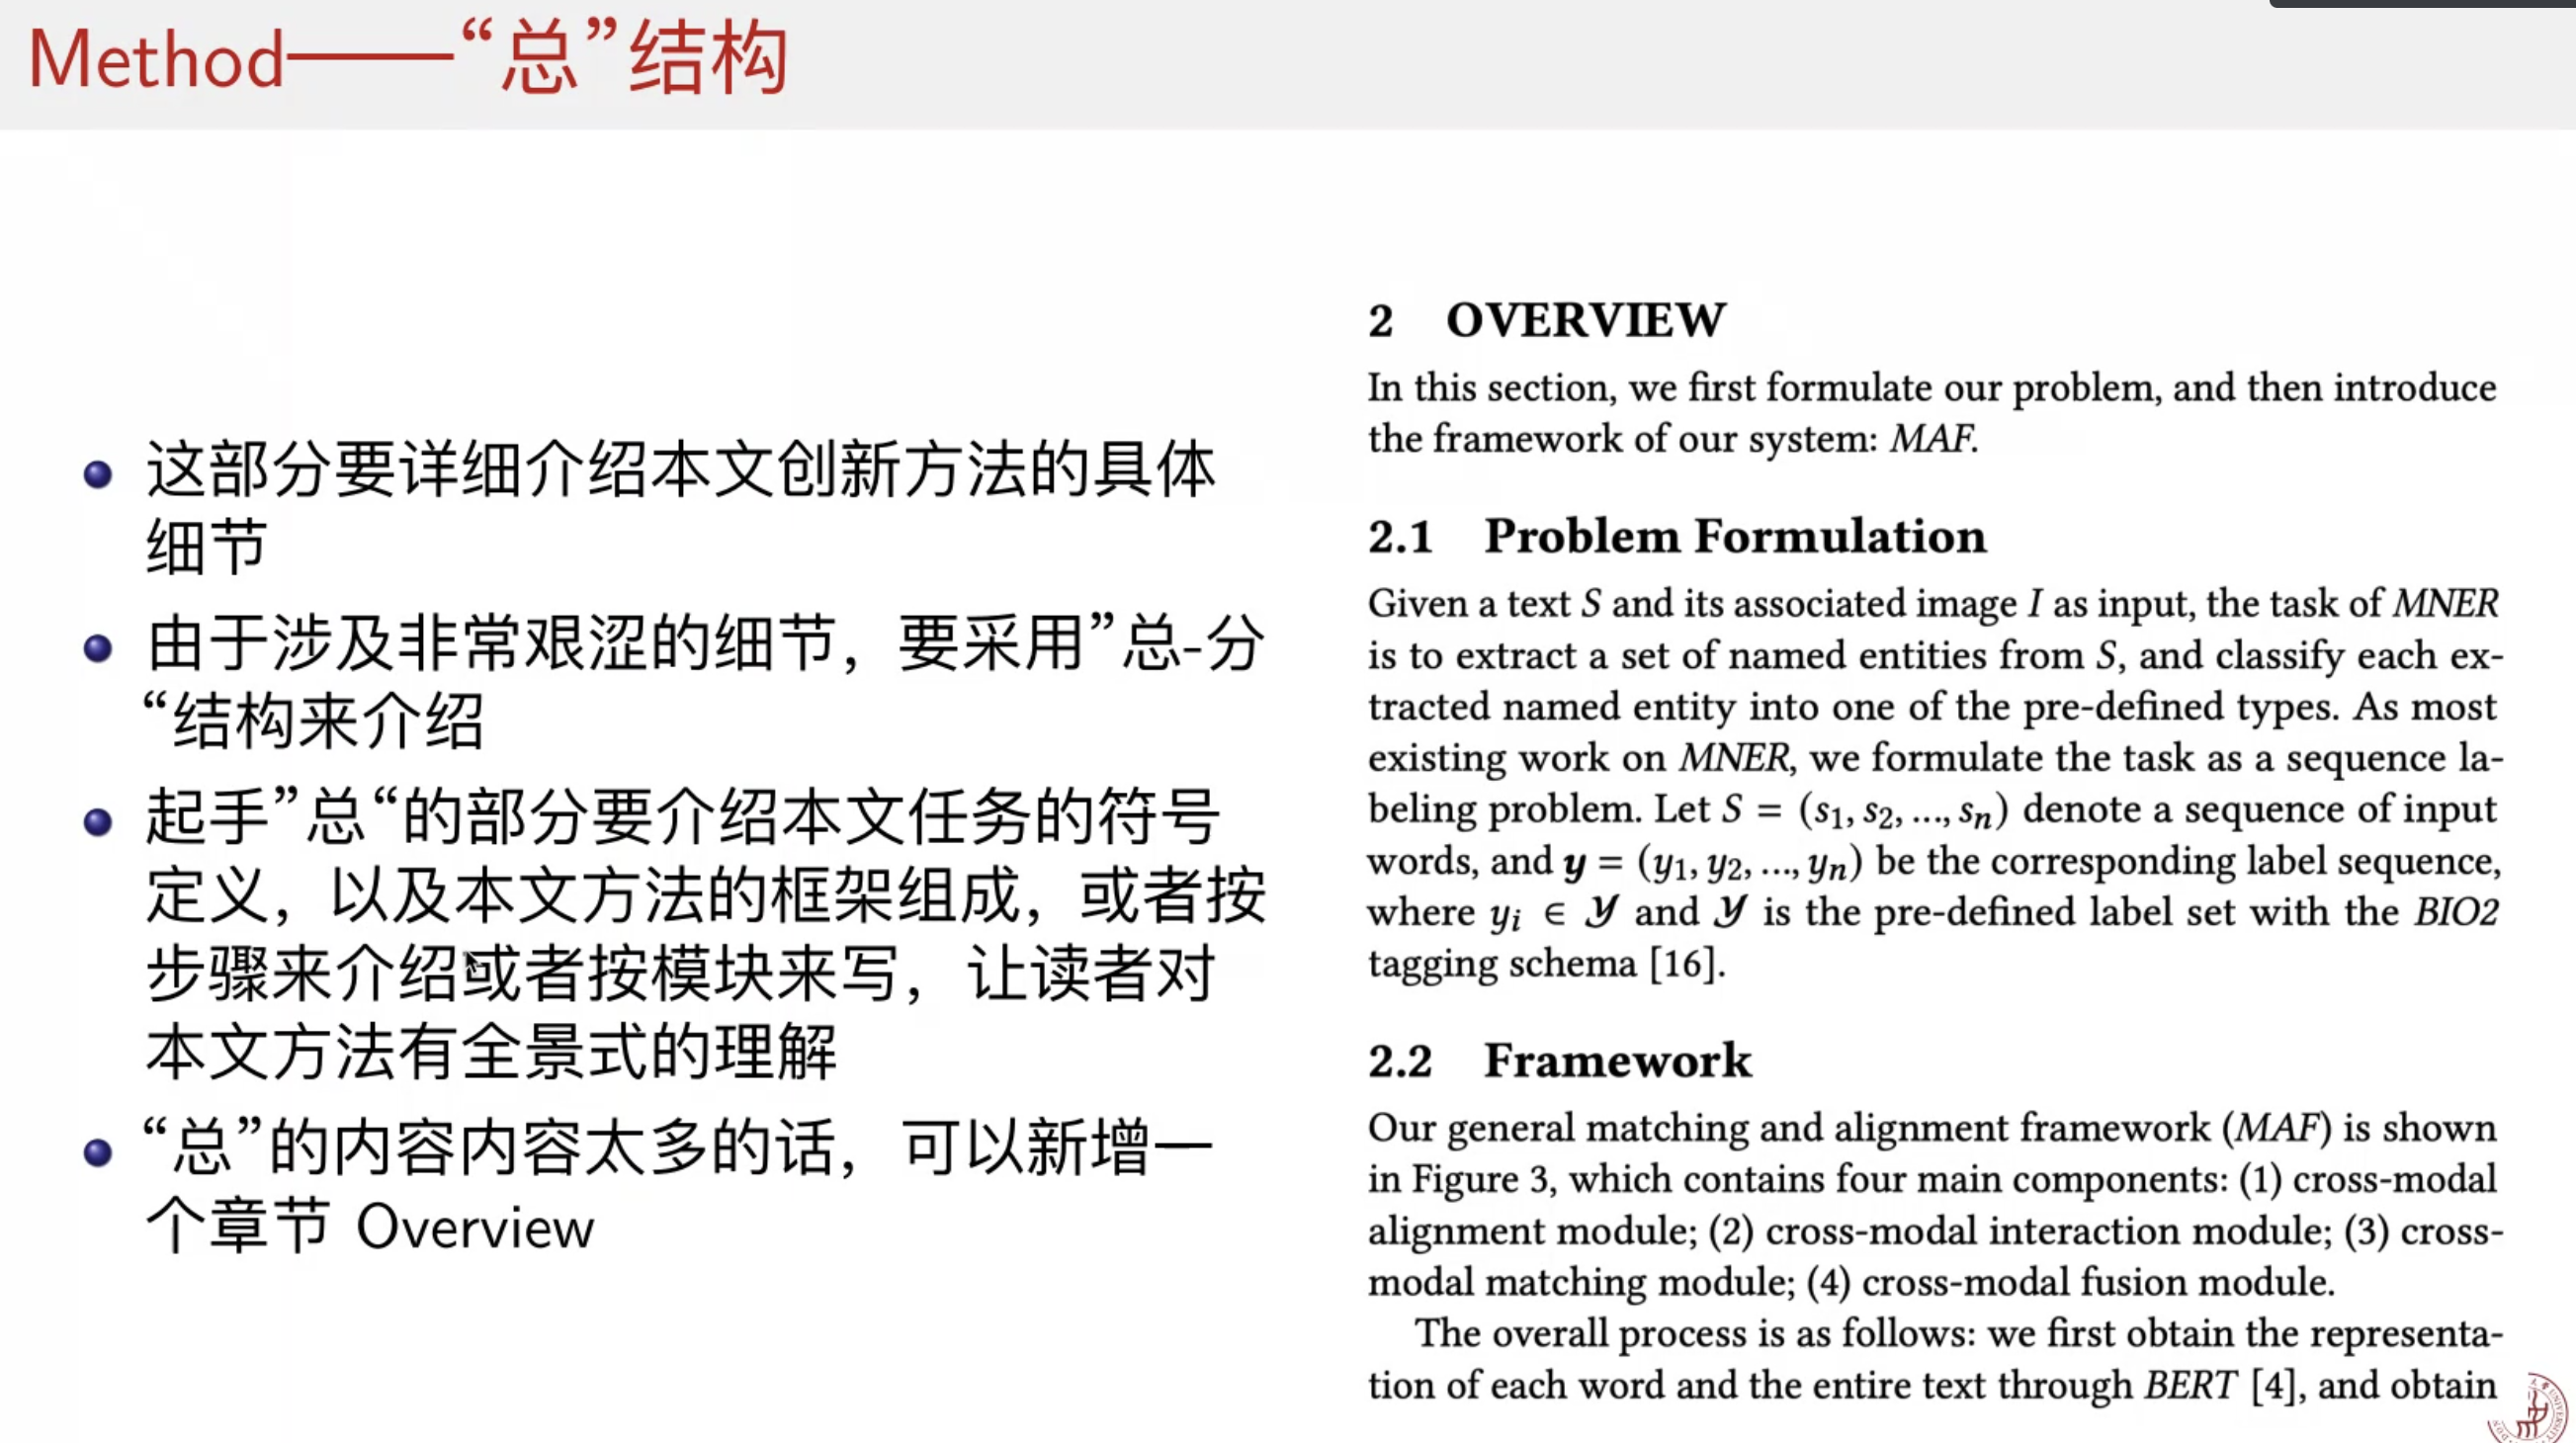 Method——“总”结构
这部分要详细介绍本文创新方法的具体
细节
由于涉及非常艰涩的细节，要采用”总-分
“结构来介绍
起手”总“的部分要介绍本文任务的符号
定义，以及本文方法的框架组成，或者按
步骤来介绍或者按模块来写，让读者对
本文方法有全景式的理解
“总”的内容内容太多的话，可以新增一
个章节 Overview
2 OVERVIEW
In this section, we first formulate our problem, and then introduce
the framework of our system: MAF.
2.1 Problem Formulation
Given a text S and its associated image I as input, the task of MNER
is to extract a set of named entities from S, and classify each ex-
tracted named entity into one of the pre-defined types. As most
existing work on MNER, we formulate the task as a sequence la-
beling problem. Let S = (s₁, s₂, ..., sₙ) denote a sequence of input
words, and y = (y₁, y₂, ..., yₙ) be the corresponding label sequence,
where yᵢ ∈ 𝒴 and 𝒴 is the pre-defined label set with the BIO2
tagging schema [16].
2.2 Framework
Our general matching and alignment framework (MAF) is shown
in Figure 3, which contains four main components: (1) cross-modal
alignment module; (2) cross-modal interaction module; (3) cross-
modal matching module; (4) cross-modal fusion module.
The overall process is as follows: we first obtain the representa-
tion of each word and the entire text through BERT [4], and obtain